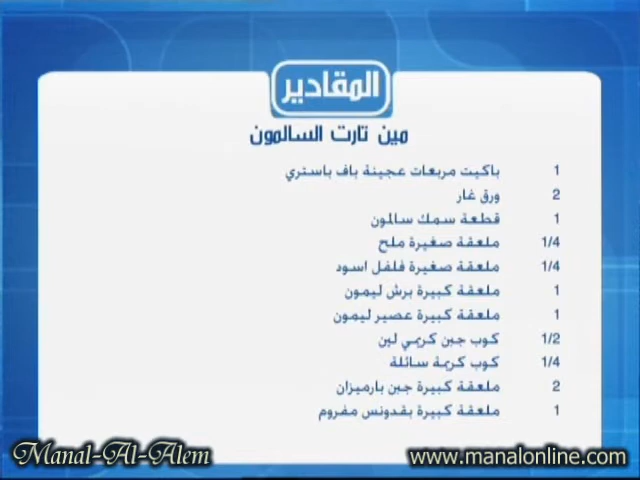 المقادير
مين تارت السالمون
1 باكيت مربعات عجينة باف باستري
2 ورق غار
1 قطعة سمك سالمون
1/4 ملعقة صغيرة ملح
1/4 ملعقة صغيرة فلفل اسود
1 ملعقة كبيرة برش ليمون
1 ملعقة كبيرة عصير ليمون
1/2 كوب جبن كريمي لين
1/4 كوب كريمة سائلة
2 ملعقة كبيرة جبن بارميزان
1 ملعقة كبيرة بقدونس مفروم
Manal-Al-Alem
www.manalonline.com